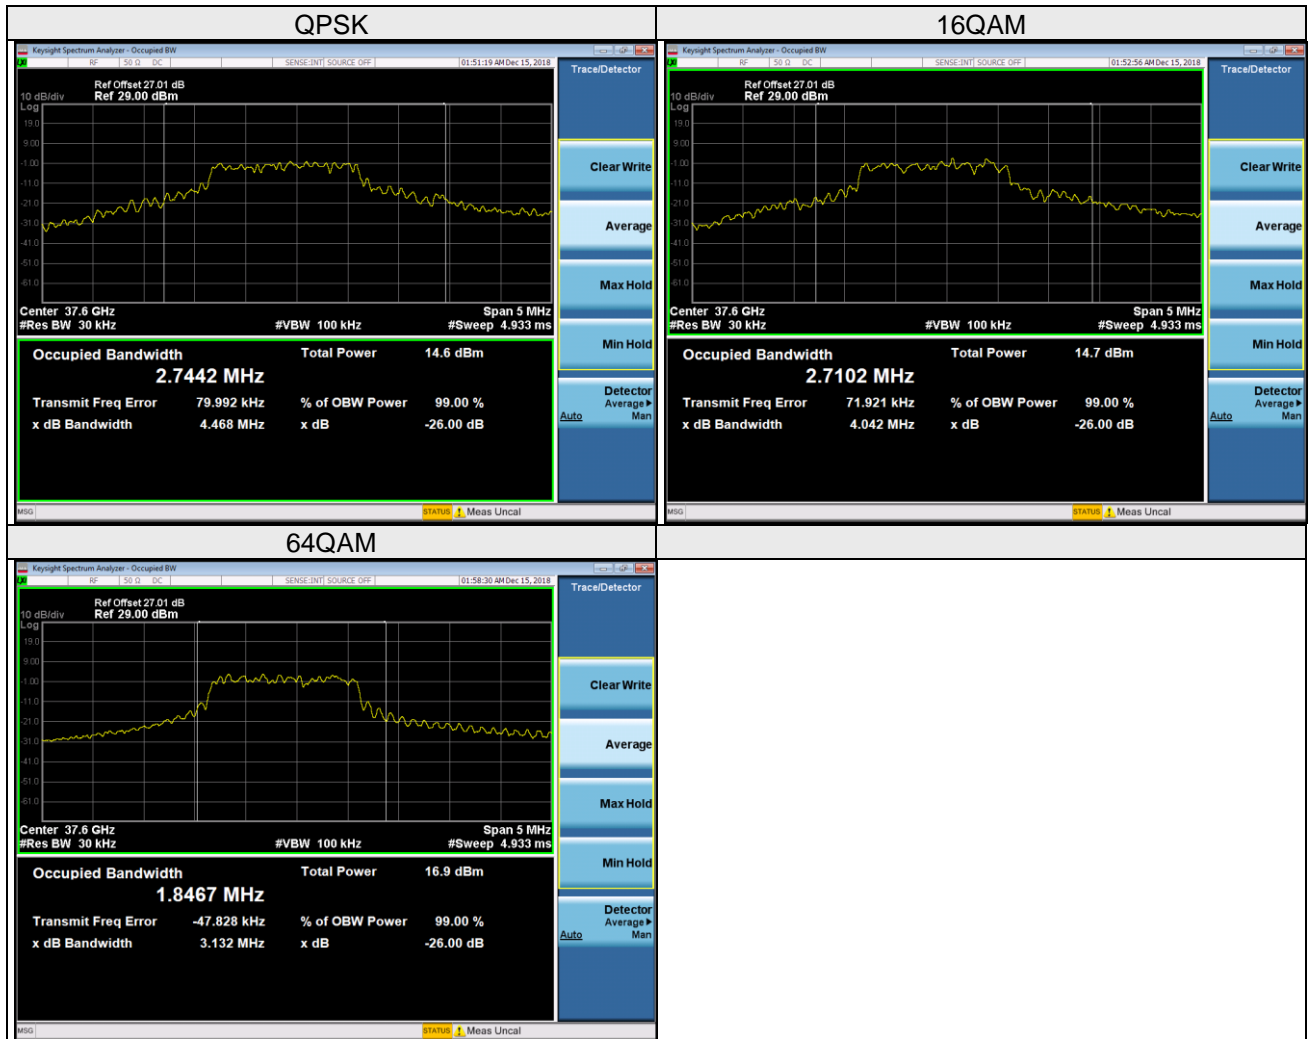 QPSK
16QAM
Keysight Spectrum Analyzer - Occupied BW
LXI RF 50 Ω DC SENSE:INT SOURCE OFF 01:51:19 AM Dec 15, 2018
Trace/Detector
Ref Offset 27.01 dB
10 dB/div Ref 29.00 dBm
Log
19.0
9.00
-1.00
-11.0
-21.0
-31.0
-41.0
-51.0
-61.0
Center 37.6 GHz Span 5 MHz
#Res BW 30 kHz #VBW 100 kHz #Sweep 4.933 ms
Occupied Bandwidth Total Power 14.6 dBm
2.7442 MHz
Transmit Freq Error 79.992 kHz % of OBW Power 99.00 %
x dB Bandwidth 4.468 MHz x dB -26.00 dB
Clear Write
Average
Max Hold
Min Hold
Detector
Average▶
Auto Man
MSG STATUS Meas Uncal
Keysight Spectrum Analyzer - Occupied BW
LXI RF 50 Ω DC SENSE:INT SOURCE OFF 01:52:56 AM Dec 15, 2018
Trace/Detector
Ref Offset 27.01 dB
10 dB/div Ref 29.00 dBm
Log
19.0
9.00
-1.00
-11.0
-21.0
-31.0
-41.0
-51.0
-61.0
Center 37.6 GHz Span 5 MHz
#Res BW 30 kHz #VBW 100 kHz #Sweep 4.933 ms
Occupied Bandwidth Total Power 14.7 dBm
2.7102 MHz
Transmit Freq Error 71.921 kHz % of OBW Power 99.00 %
x dB Bandwidth 4.042 MHz x dB -26.00 dB
Clear Write
Average
Max Hold
Min Hold
Detector
Average▶
Auto Man
MSG STATUS Meas Uncal
64QAM
Keysight Spectrum Analyzer - Occupied BW
LXI RF 50 Ω DC SENSE:INT SOURCE OFF 01:58:30 AM Dec 15, 2018
Trace/Detector
Ref Offset 27.01 dB
10 dB/div Ref 29.00 dBm
Log
19.0
9.00
-1.00
-11.0
-21.0
-31.0
-41.0
-51.0
-61.0
Center 37.6 GHz Span 5 MHz
#Res BW 30 kHz #VBW 100 kHz #Sweep 4.933 ms
Occupied Bandwidth Total Power 16.9 dBm
1.8467 MHz
Transmit Freq Error -47.828 kHz % of OBW Power 99.00 %
x dB Bandwidth 3.132 MHz x dB -26.00 dB
Clear Write
Average
Max Hold
Min Hold
Detector
Average▶
Auto Man
MSG STATUS Meas Uncal